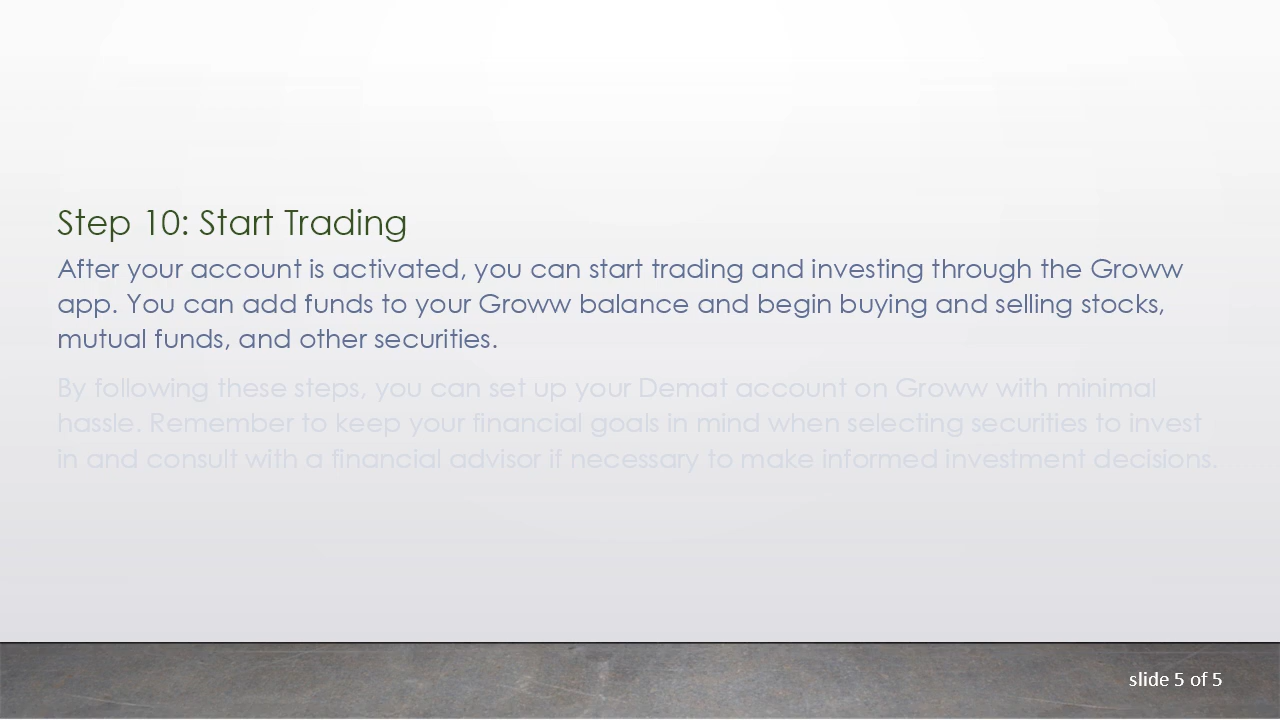 Step 10: Start Trading
After your account is activated, you can start trading and investing through the Groww
app. You can add funds to your Groww balance and begin buying and selling stocks,
mutual funds, and other securities.
By following these steps, you can set up your Demat account on Groww with minimal
hassle. Remember to keep your financial goals in mind when selecting securities to invest
in and consult with a financial advisor if necessary to make informed investment decisions.
slide 5 of 5